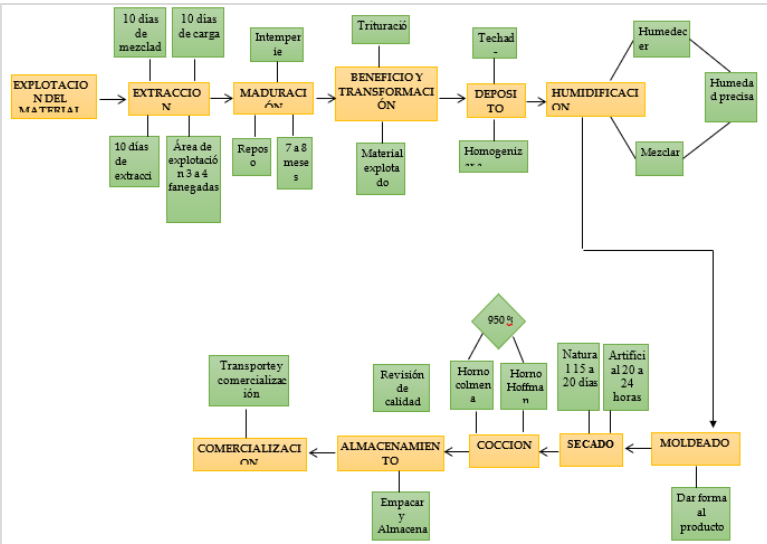 10 días
de
mezclad
10 días
de carga
Intemper
ie
Trituració
Techad
-
Humedec
er
EXPLOTACIO
N DEL
MATERIAL
EXTRACCIO
N
MADURACI
ÓN
BENEFICIO Y
TRANSFORMACI
ÓN
DEPOSI
TO
HUMIDIFICACI
ON
Humeda
d precisa
10 días
de
extracci
Área de
explotació
n 3 a 4
fanegadas
Repos
o
7 a 8
mese
s
Material
explota
do
Homogeniz
Mezclar
950 º
Transporte y
comercializac
ión
Revisión
de
calidad
Horno
colmen
a
Horno
Hoffma
n
Natura
l 15 a
20 días
Artifici
al 20 a
24
horas
COMERCIALIZACI
ON
ALMACENAMIEN
TO
COCCION
SECADO
MOLDEADO
Empacar
y
Almacena
Dar forma
al
producto